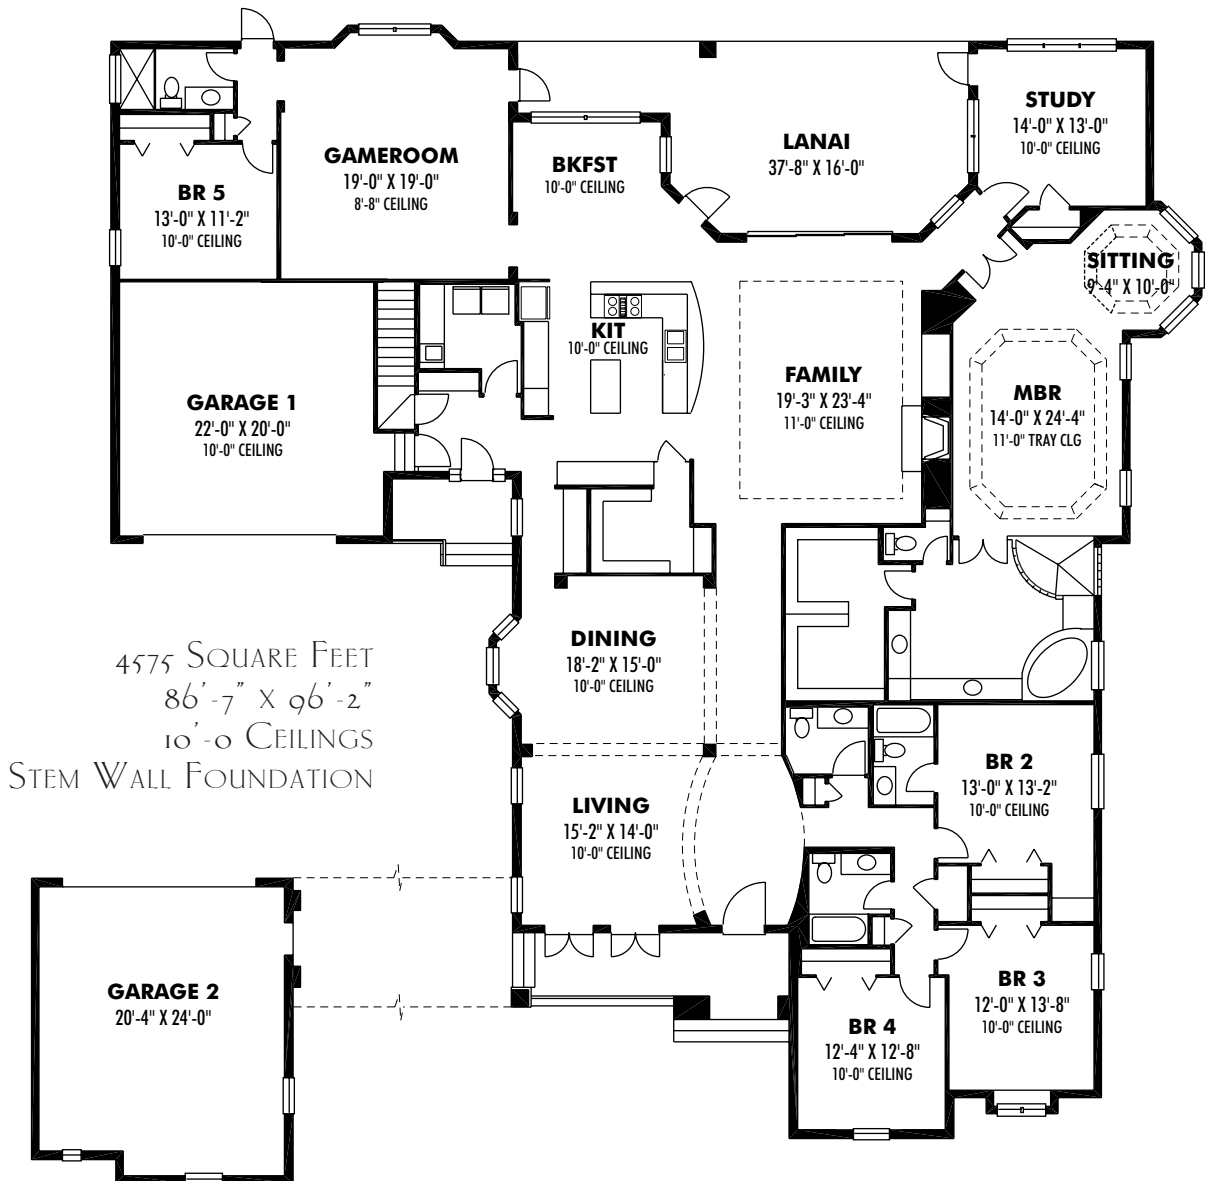 STUDY
14'-0" X 13'-0"
10'-0" CEILING
LANAI
37'-8" X 16'-0"
GAMEROOM
19'-0" X 19'-0"
8'-8" CEILING
BKFST
10'-0" CEILING
BR 5
13'-0" X 11'-2"
10'-0" CEILING
SITTING
9'-4" X 10'-0"
KIT
10'-0" CEILING
FAMILY
19'-3" X 23'-4"
11'-0" CEILING
MBR
14'-0" X 24'-4"
11'-0" TRAY CLG
GARAGE 1
22'-0" X 20'-0"
10'-0" CEILING
DINING
18'-2" X 15'-0"
10'-0" CEILING
4575 SQUARE FEET
86'-7" X 96'-2"
10'-0 CEILINGS
STEM WALL FOUNDATION
LIVING
15'-2" X 14'-0"
10'-0" CEILING
BR 2
13'-0" X 13'-2"
10'-0" CEILING
GARAGE 2
20'-4" X 24'-0"
BR 3
12'-0" X 13'-8"
10'-0" CEILING
BR 4
12'-4" X 12'-8"
10'-0" CEILING